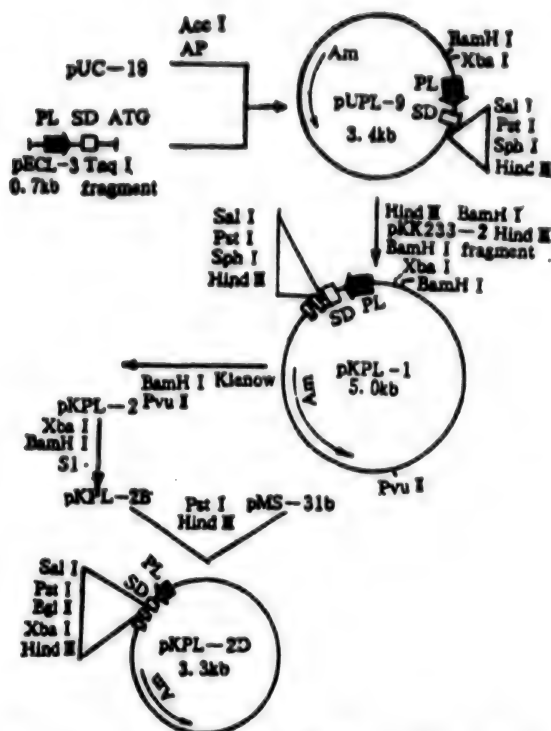 Acc I
AP
pUC-18
PL SD ATG
pECL-3 Taq I
0.7kb fragment
Am
pUPL-9
3.4kb
BamH I
Xba I
PL
SD
Sal I
Pst I
Sph I
Hind Ⅲ
Hind Ⅲ BamH I
pKK233-2 Hind Ⅲ
BamH I fragment
Sal I
Pst I
Sph I
Hind Ⅲ
Xba I
BamH I
SD PL
pKPL-1
5.0kb
Am
Pvu Ⅱ
BamH I Klenow
Pvu Ⅱ
pKPL-2
Xba I
BamH I
S1
pKPL-2B
Pst I
Hind Ⅲ
pMS-31b
Sal I
Pst I
Bgl Ⅱ
Xba I
Hind Ⅲ
PL
SD
pKPL-2D
3.3kb
Am